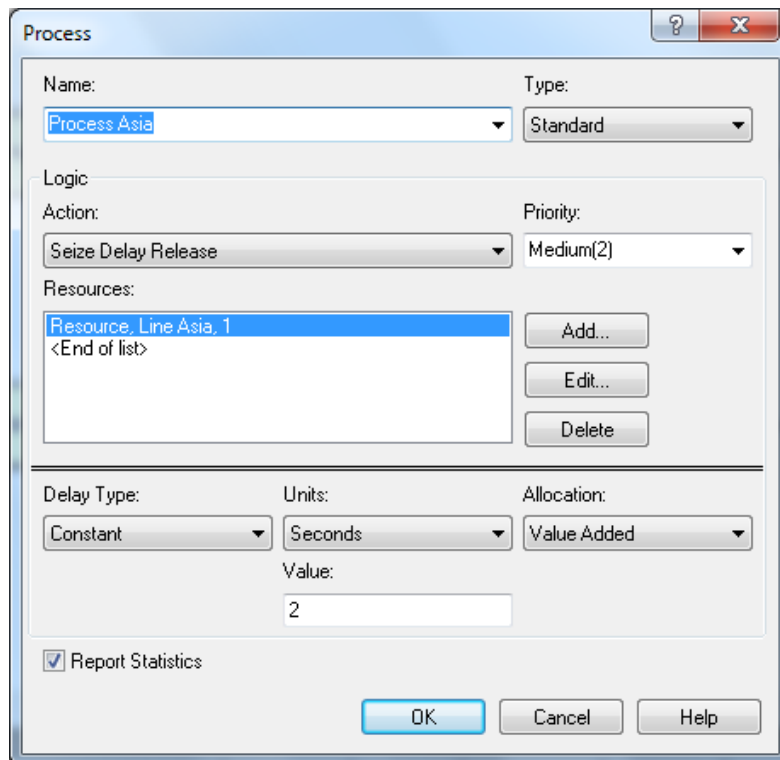 Process
Name: Type:
Process Asia Standard
Logic
Action: Priority:
Seize Delay Release Medium(2)
Resources:
Resource, Line Asia, 1
<End of list>
Add...
Edit...
Delete
Delay Type: Units: Allocation:
Constant Seconds Value Added
Value:
2
Report Statistics
OK Cancel Help